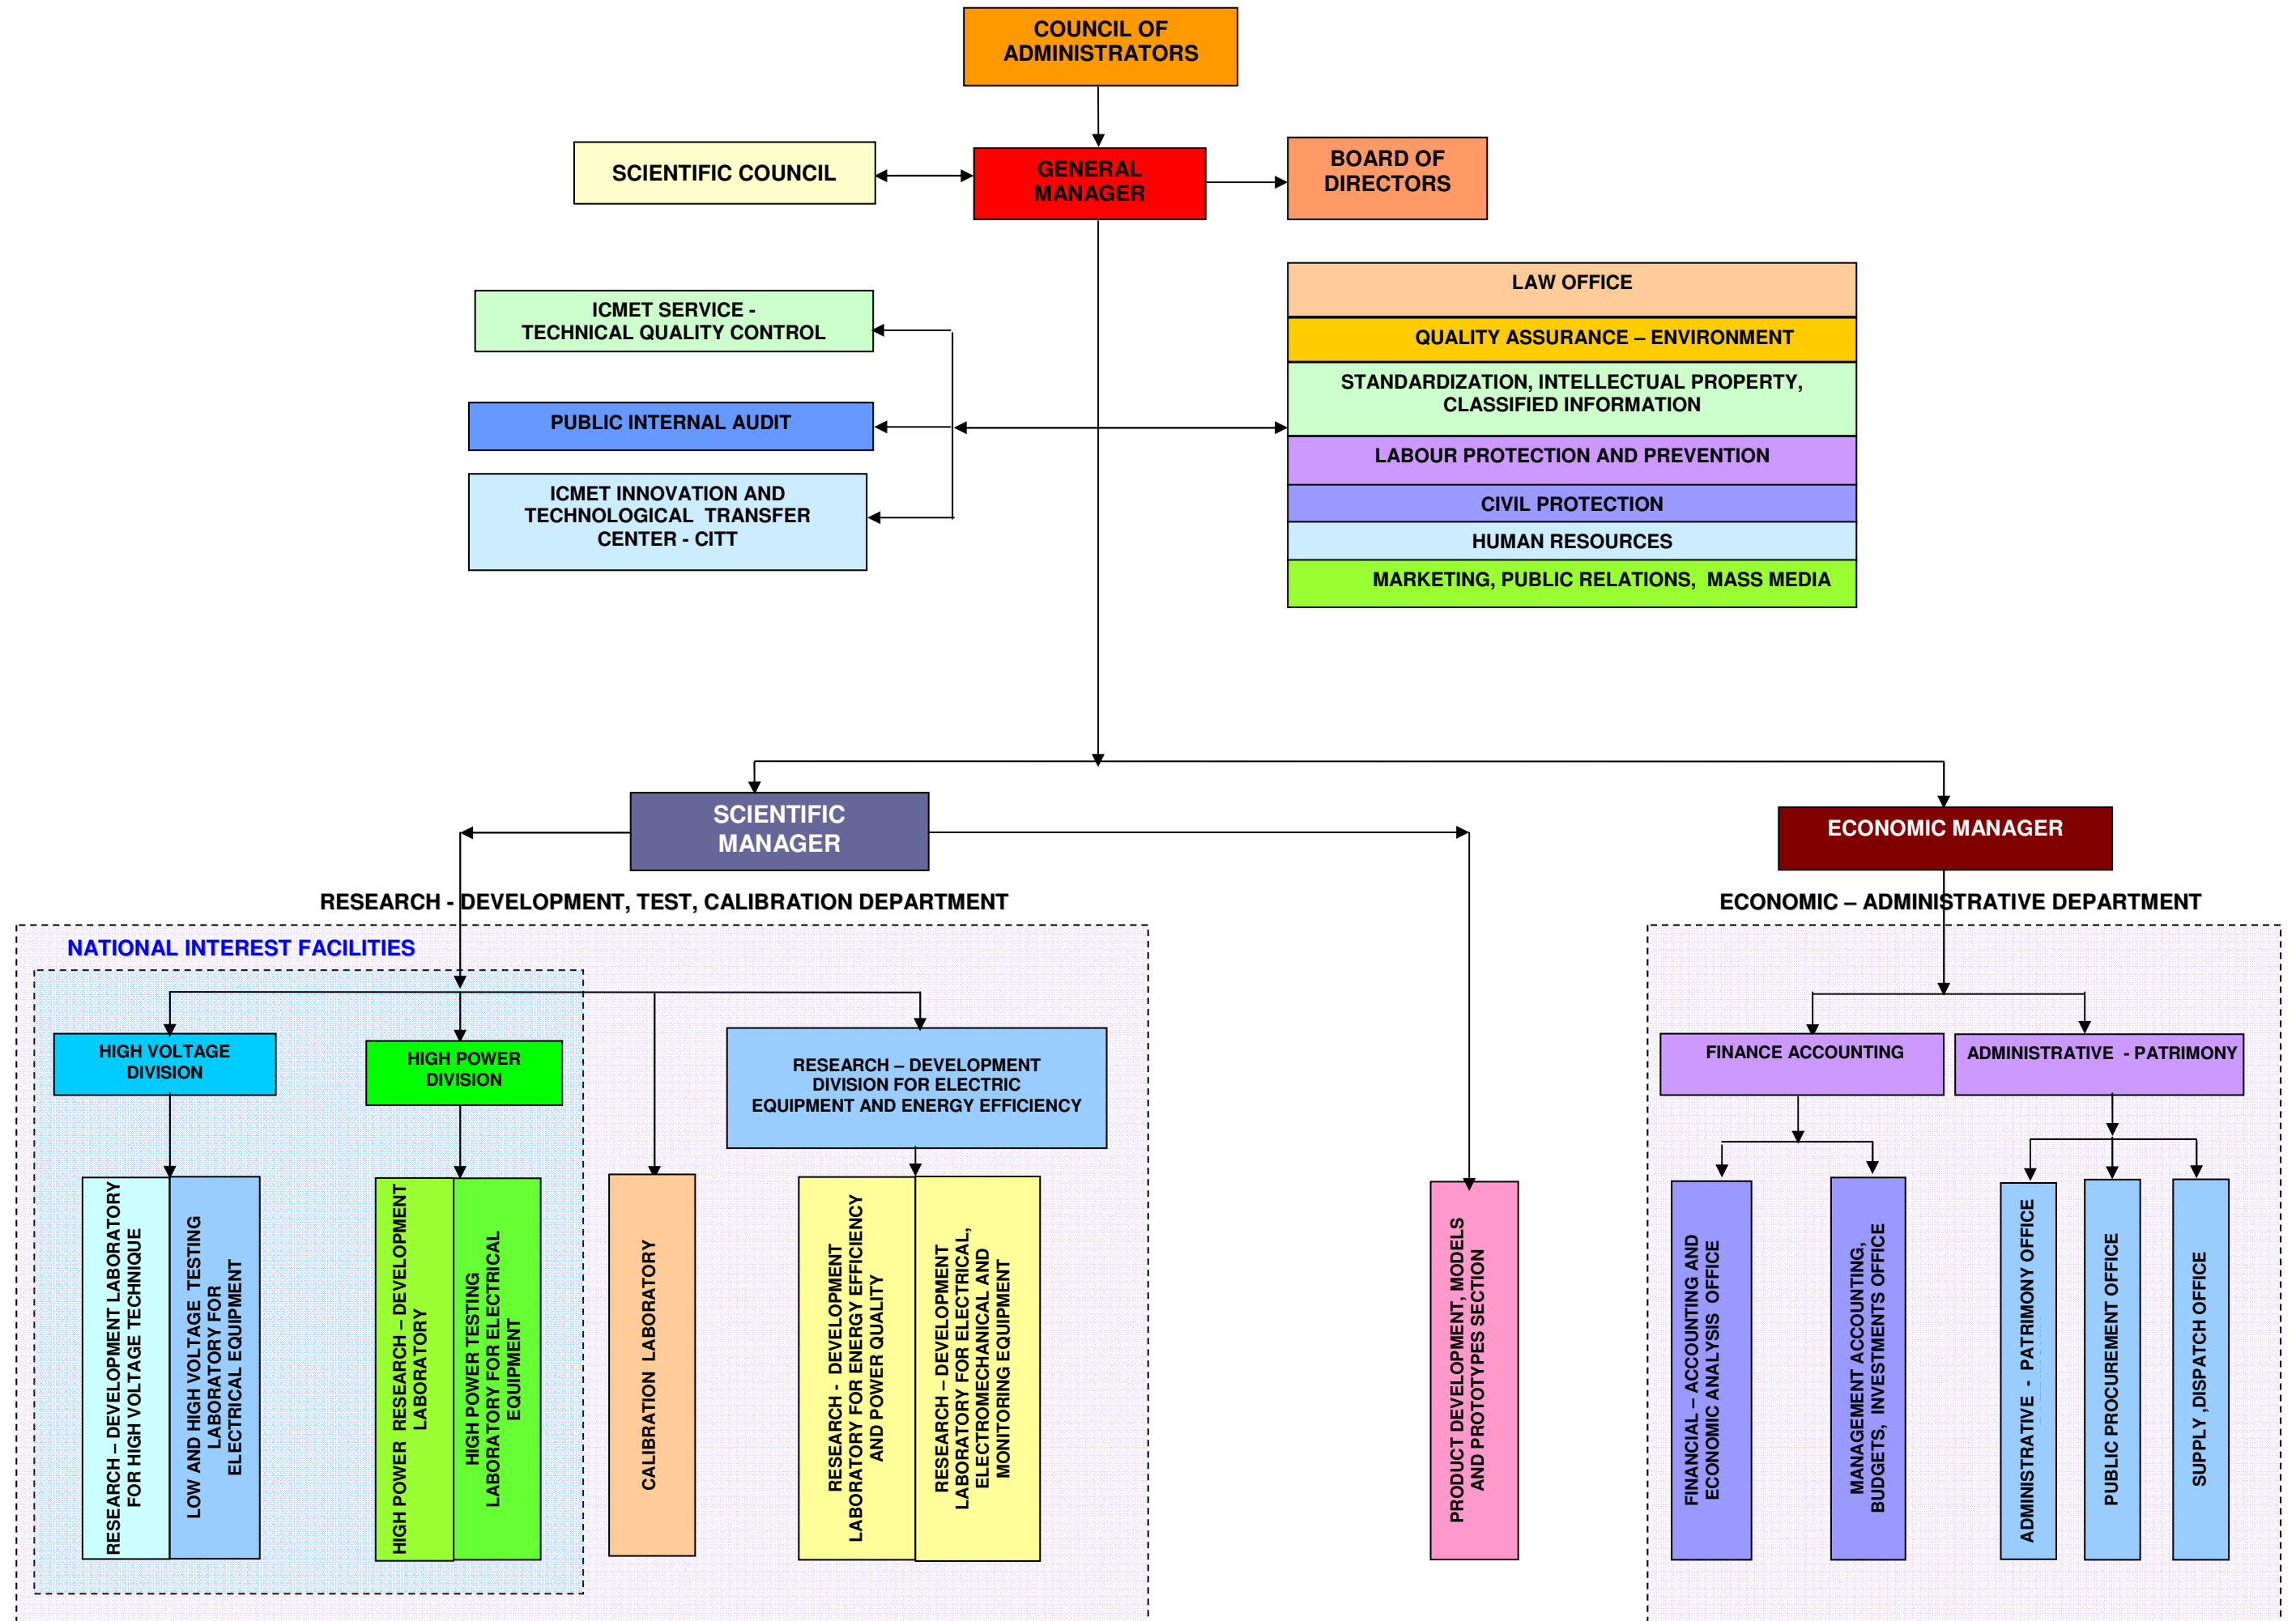 COUNCIL OF
ADMINISTRATORS
SCIENTIFIC COUNCIL
GENERAL
MANAGER
BOARD OF
DIRECTORS
ICMET SERVICE -
TECHNICAL QUALITY CONTROL
PUBLIC INTERNAL AUDIT
ICMET INNOVATION AND
TECHNOLOGICAL TRANSFER
CENTER - CITT
LAW OFFICE
QUALITY ASSURANCE – ENVIRONMENT
STANDARDIZATION, INTELLECTUAL PROPERTY,
CLASSIFIED INFORMATION
LABOUR PROTECTION AND PREVENTION
CIVIL PROTECTION
HUMAN RESOURCES
MARKETING, PUBLIC RELATIONS, MASS MEDIA
SCIENTIFIC
MANAGER
ECONOMIC MANAGER
RESEARCH - DEVELOPMENT, TEST, CALIBRATION DEPARTMENT
ECONOMIC – ADMINISTRATIVE DEPARTMENT
NATIONAL INTEREST FACILITIES
HIGH VOLTAGE
DIVISION
HIGH POWER
DIVISION
RESEARCH – DEVELOPMENT
DIVISION FOR ELECTRIC
EQUIPMENT AND ENERGY EFFICIENCY
FINANCE ACCOUNTING
ADMINISTRATIVE - PATRIMONY
RESEARCH – DEVELOPMENT LABORATORY
FOR HIGH VOLTAGE TECHNIQUE
LOW AND HIGH VOLTAGE TESTING
LABORATORY FOR
ELECTRICAL EQUIPMENT
HIGH POWER RESEARCH – DEVELOPMENT
LABORATORY
HIGH POWER TESTING
LABORATORY FOR ELECTRICAL
EQUIPMENT
CALIBRATION LABORATORY
RESEARCH - DEVELOPMENT
LABORATORY FOR ENERGY EFFICIENCY
AND POWER QUALITY
RESEARCH – DEVELOPMENT
LABORATORY FOR ELECTRICAL,
ELECTROMECHANICAL AND
MONITORING EQUIPMENT
PRODUCT DEVELOPMENT, MODELS
AND PROTOTYPES SECTION
FINANCIAL – ACCOUNTING AND
ECONOMIC ANALYSIS OFFICE
MANAGEMENT ACCOUNTING,
BUDGETS, INVESTMENTS OFFICE
ADMINISTRATIVE - PATRIMONY OFFICE
PUBLIC PROCUREMENT OFFICE
SUPPLY ,DISPATCH OFFICE